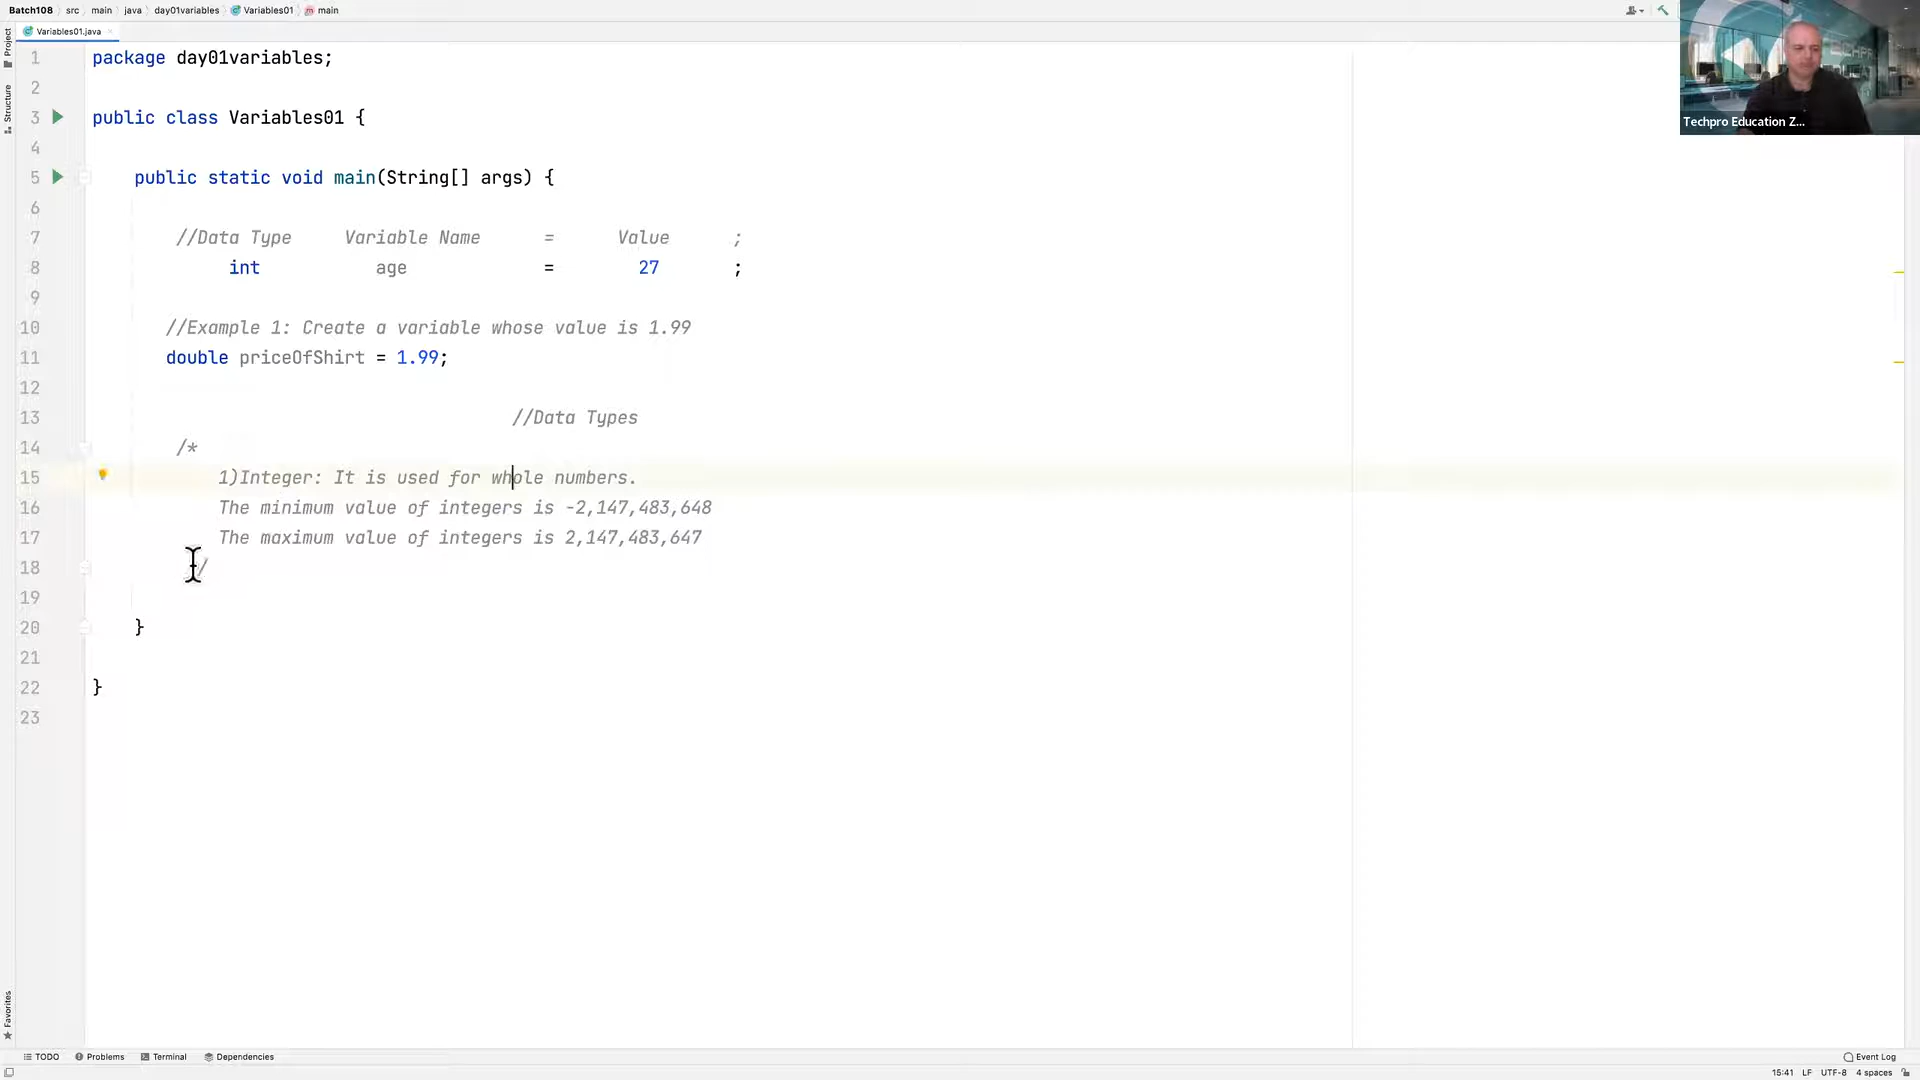 Batch108 src main java day01variables Variables01 main
Variables01.java
Project
Structure
Favorites
1 package day01variables;
2
3 public class Variables01 {
4
5 public static void main(String[] args) {
6
7 //Data Type Variable Name = Value ;
8 int age = 27 ;
9
10 //Example 1: Create a variable whose value is 1.99
11 double priceOfShirt = 1.99;
12
13 //Data Types
14 /*
15 1)Integer: It is used for whole numbers.
16 The minimum value of integers is -2,147,483,648
17 The maximum value of integers is 2,147,483,647
18 /
19
20 }
21
22 }
23
Techpro Education Z...
TODO Problems Terminal Dependencies Event Log
15:41 LF UTF-8 4 spaces